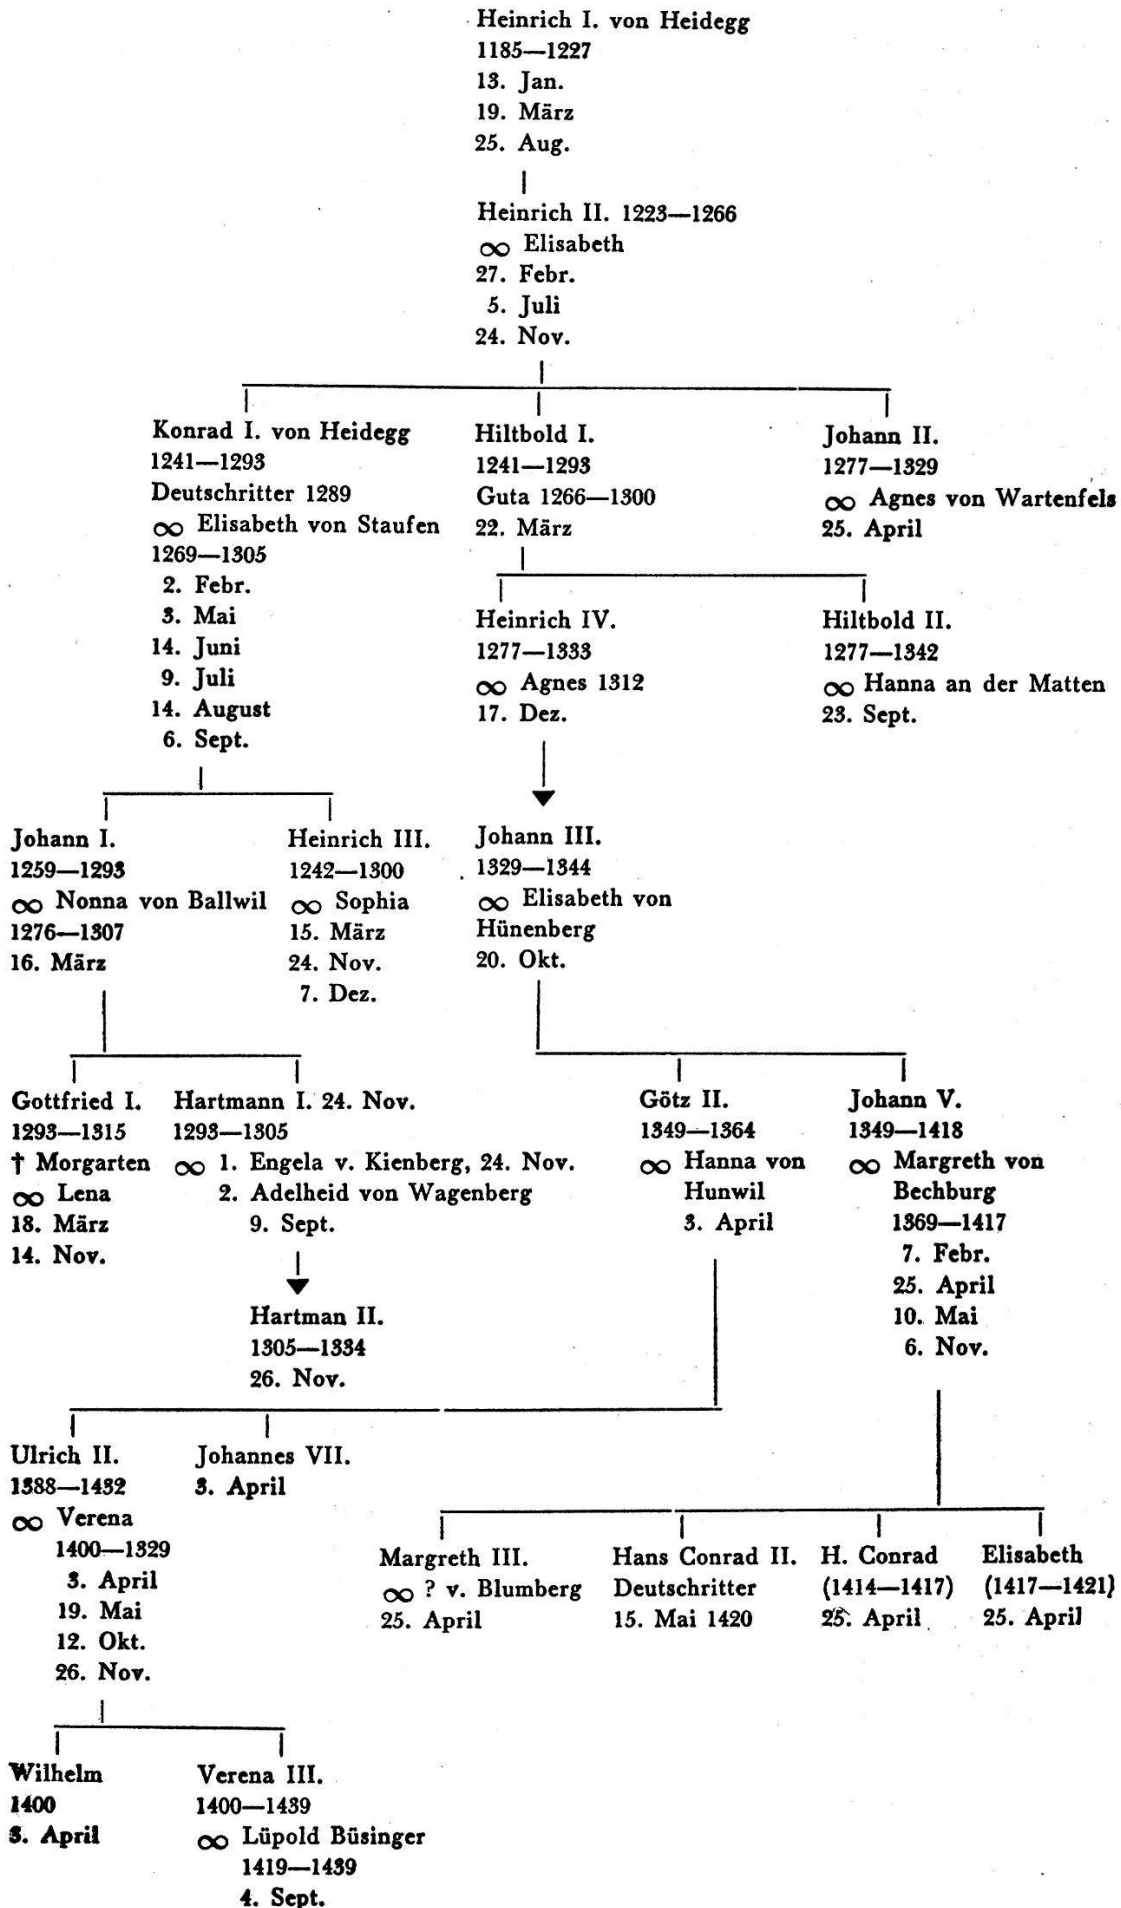 Heinrich I. von Heidegg
1185—1227
13. Jan.
19. März
25. Aug.
Heinrich II. 1223—1266
∞ Elisabeth
27. Febr.
5. Juli
24. Nov.
Konrad I. von Heidegg
1241—1293
Deutschritter 1289
∞ Elisabeth von Staufen
1269—1305
2. Febr.
3. Mai
14. Juni
9. Juli
14. August
6. Sept.
Hiltbold I.
1241—1293
Guta 1266—1300
22. März
Johann II.
1277—1329
∞ Agnes von Wartenfels
25. April
Heinrich IV.
1277—1333
∞ Agnes 1312
17. Dez.
Hiltbold II.
1277—1342
∞ Hanna an der Matten
23. Sept.
Johann I.
1259—1293
∞ Nonna von Ballwil
1276—1307
16. März
Heinrich III.
1242—1300
∞ Sophia
15. März
24. Nov.
7. Dez.
Johann III.
1329—1344
∞ Elisabeth von
Hünenberg
20. Okt.
Gottfried I.
1293—1315
† Morgarten
∞ Lena
18. März
14. Nov.
Hartmann I. 24. Nov.
1293—1305
∞ 1. Engela v. Kienberg, 24. Nov.
2. Adelheid von Wagenberg
9. Sept.
Götz II.
1349—1364
∞ Hanna von
Hunwil
3. April
Johann V.
1349—1418
∞ Margreth von
Bechburg
1369—1417
7. Febr.
25. April
10. Mai
6. Nov.
Hartman II.
1305—1334
26. Nov.
Ulrich II.
1388—1432
∞ Verena
1400—1329
3. April
19. Mai
12. Okt.
26. Nov.
Johannes VII.
3. April
Margreth III.
∞ ? v. Blumberg
25. April
Hans Conrad II.
Deutschritter
15. Mai 1420
H. Conrad
(1414—1417)
25. April
Elisabeth
(1417—1421)
25. April
Wilhelm
1400
3. April
Verena III.
1400—1439
∞ Lüpold Büsinger
1419—1439
4. Sept.